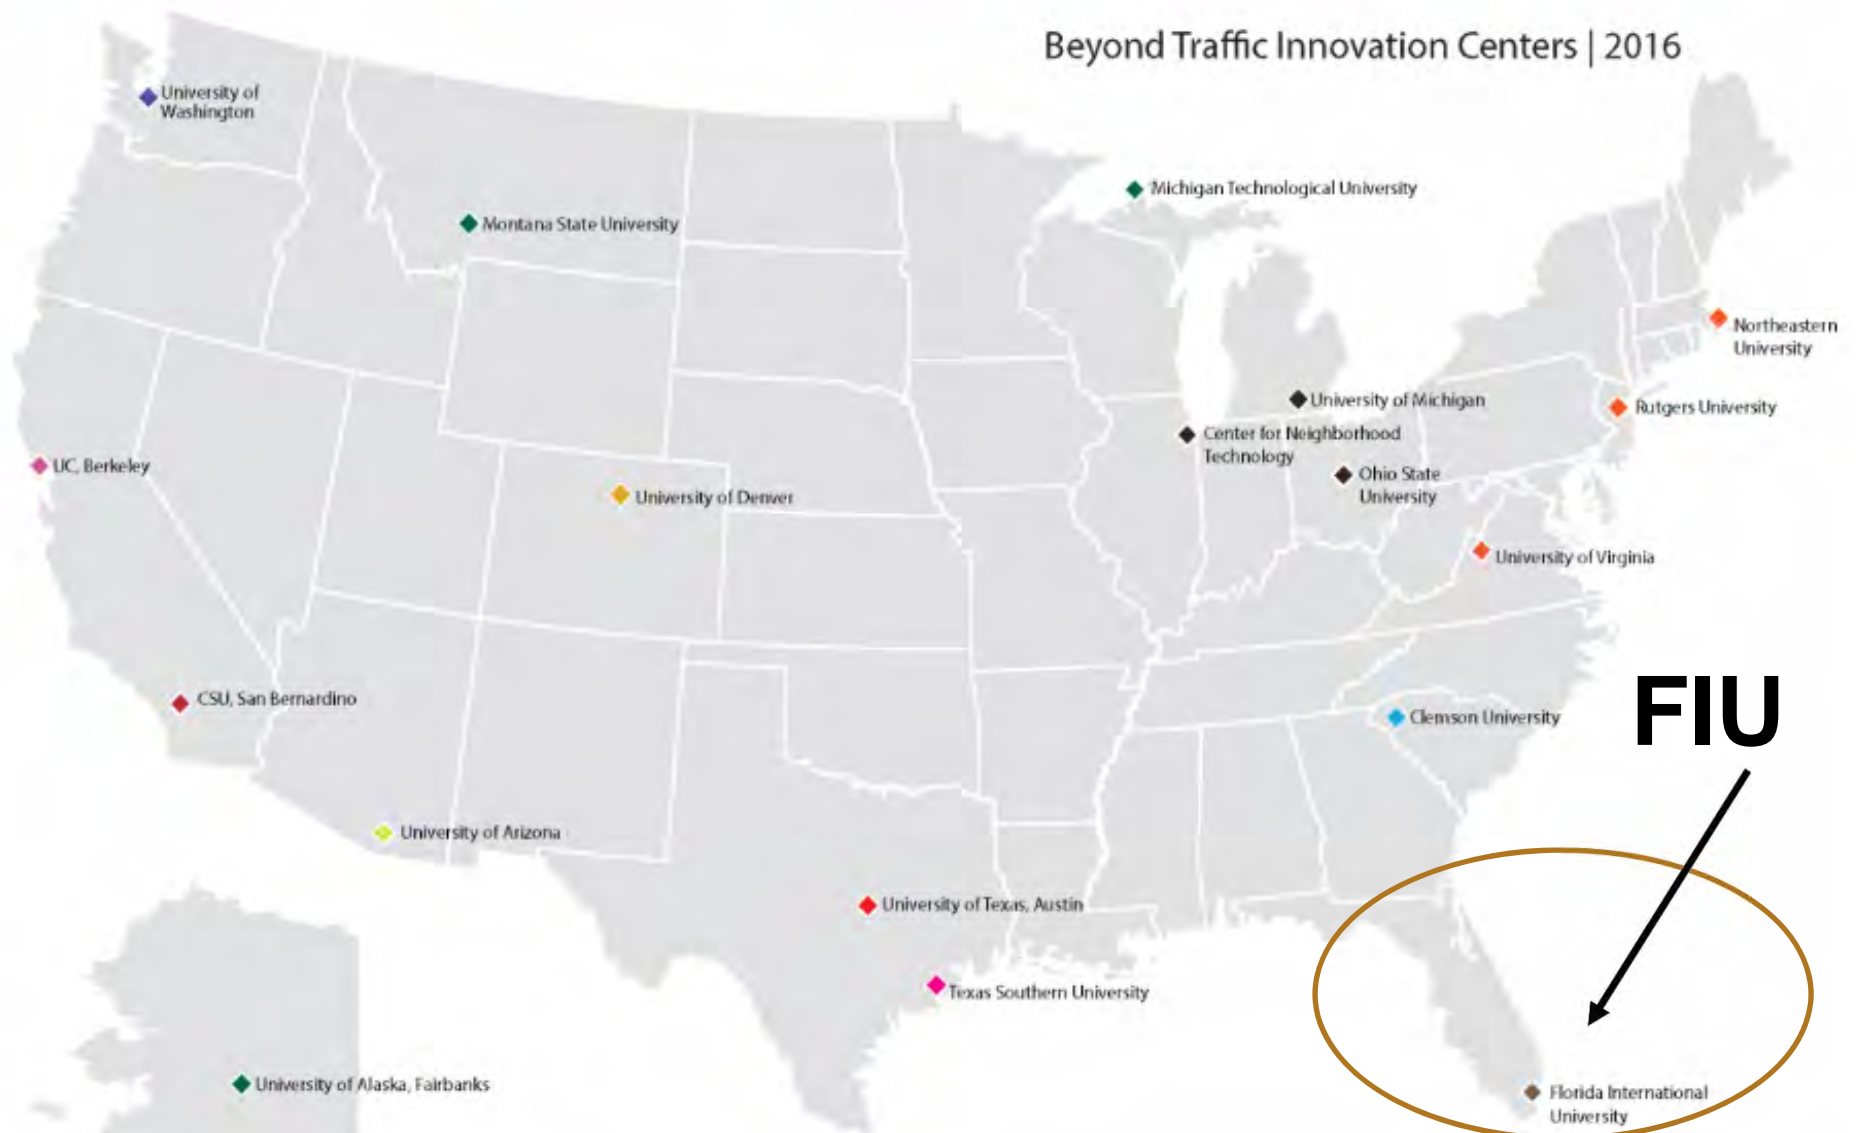 Beyond Traffic Innovation Centers | 2016
University of
Washington
Michigan Technological University
Montana State University
Northeastern
University
University of Michigan
Rutgers University
Center for Neighborhood
Technology
UC, Berkeley
Ohio State
University
University of Denver
University of Virginia
CSU, San Bernardino
FIU
Clemson University
University of Arizona
University of Texas, Austin
Texas Southern University
University of Alaska, Fairbanks
Florida International
University